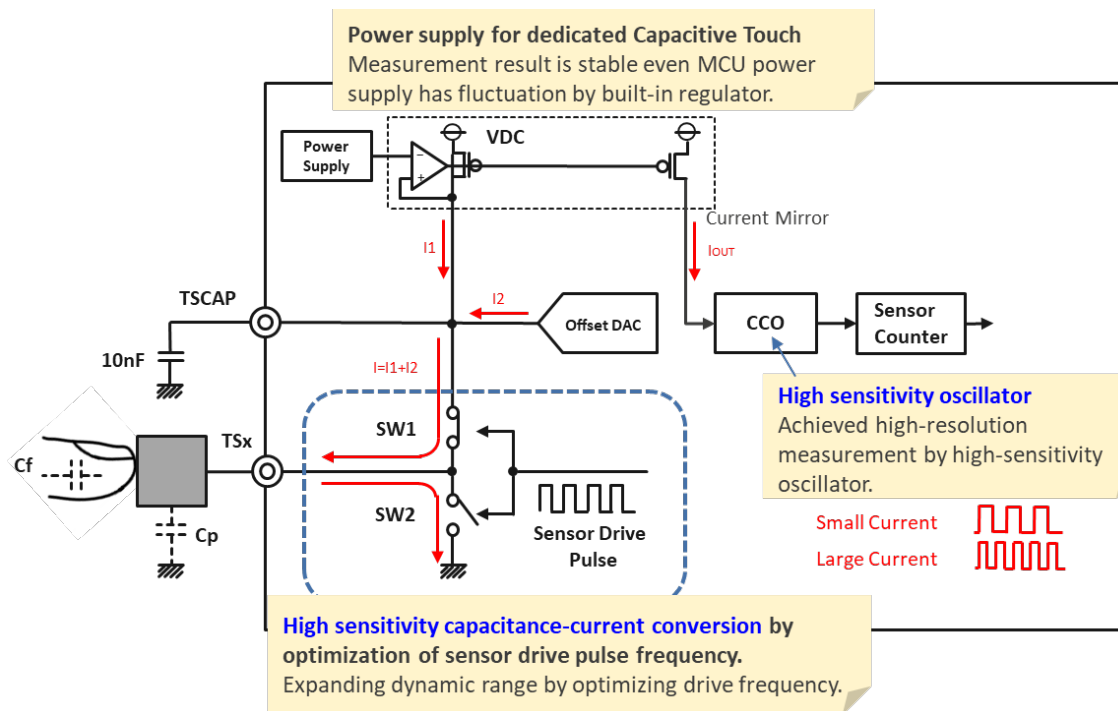 Power supply for dedicated Capacitive Touch
Measurement result is stable even MCU power
supply has fluctuation by built-in regulator.
Power
Supply
−
+
VDC
Current Mirror
I1
IOUT
TSCAP
I2
Offset DAC
CCO
Sensor
Counter
10nF
I=I1+I2
High sensitivity oscillator
Achieved high-resolution
measurement by high-sensitivity
oscillator.
TSx
SW1
Cf
SW2
Cp
Sensor Drive
Pulse
Small Current
Large Current
High sensitivity capacitance-current conversion by
optimization of sensor drive pulse frequency.
Expanding dynamic range by optimizing drive frequency.